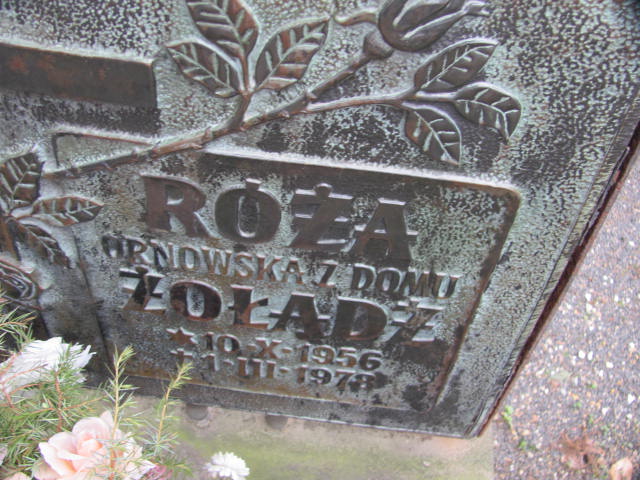 RÓŻA
ORNOWSKA Z DOMU
ŻOŁĄDŹ
* 10·X·1956
† 1·III·1978